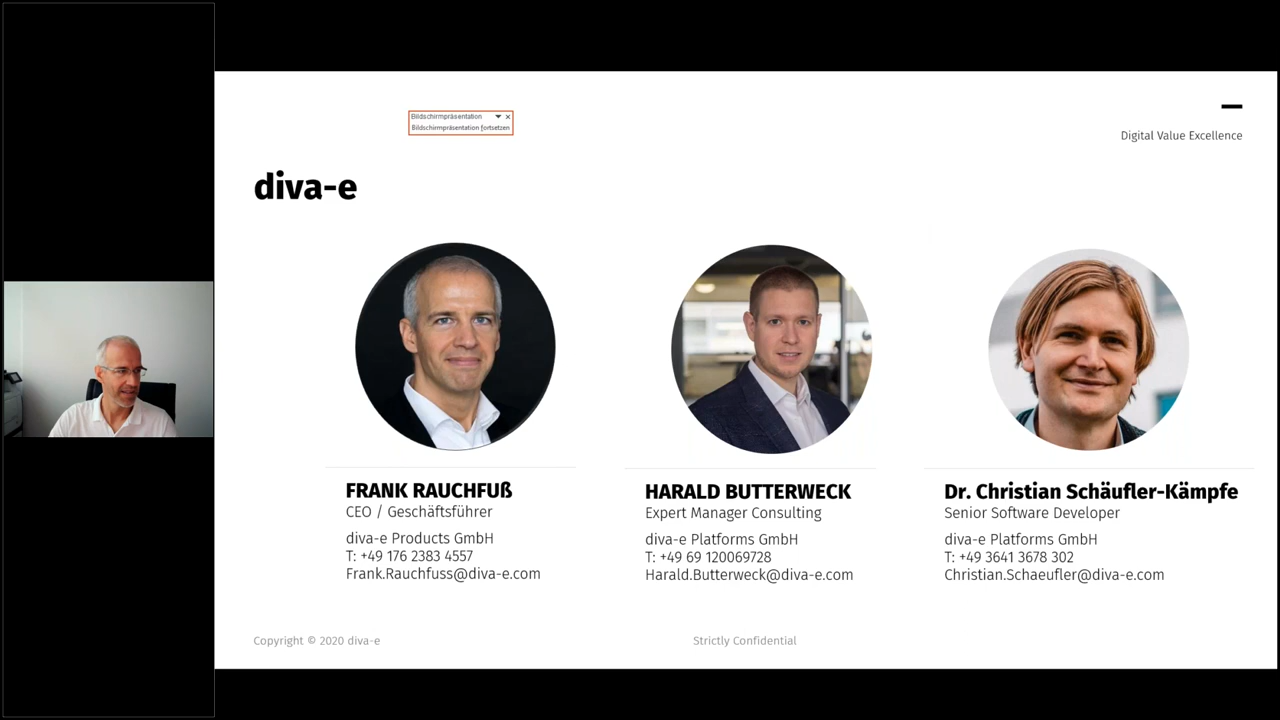 Bildschirmpräsentation
Bildschirmpräsentation fortsetzen
Digital Value Excellence
diva-e
FRANK RAUCHFUß
CEO / Geschäftsführer
diva-e Products GmbH
T: +49 176 2383 4557
Frank.Rauchfuss@diva-e.com
HARALD BUTTERWECK
Expert Manager Consulting
diva-e Platforms GmbH
T: +49 69 120069728
Harald.Butterweck@diva-e.com
Dr. Christian Schäufler-Kämpfe
Senior Software Developer
diva-e Platforms GmbH
T: +49 3641 3678 302
Christian.Schaeufler@diva-e.com
Copyright © 2020 diva-e
Strictly Confidential